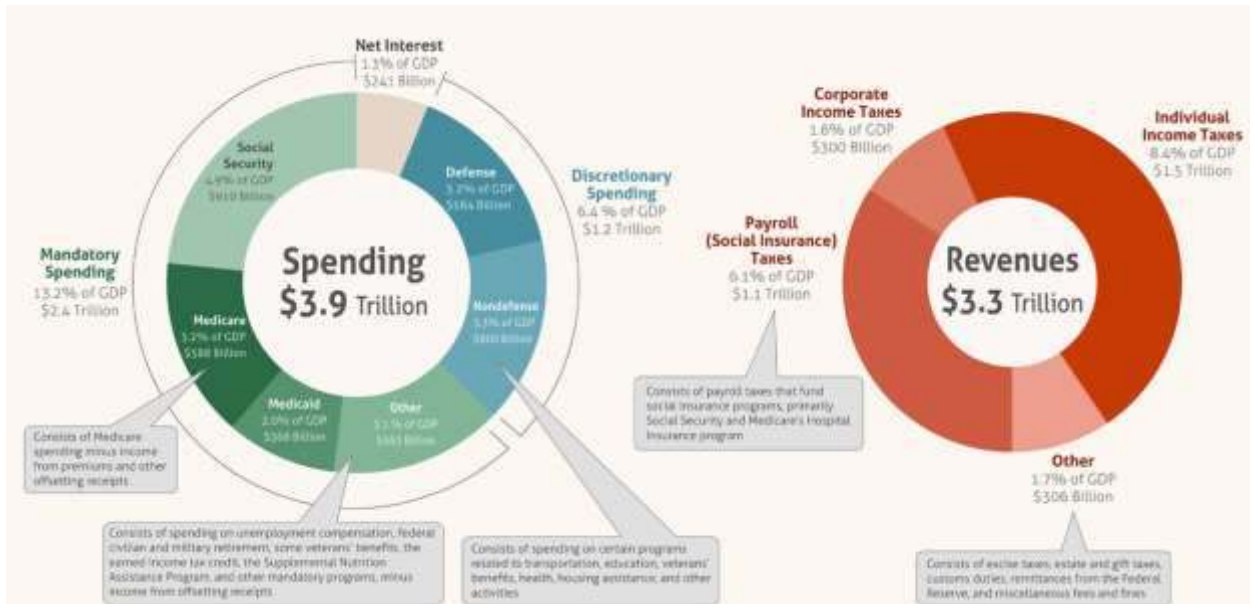 Net Interest
1.3% of GDP
$241 Billion
Social
Security
4.9% of GDP
$910 Billion
Defense
3.2% of GDP
$584 Billion
Discretionary
Spending
6.4 % of GDP
$1.2 Trillion
Mandatory
Spending
13.2% of GDP
$2.4 Trillion
Spending
$3.9 Trillion
Nondefense
3.3% of GDP
$600 Billion
Medicare
3.2% of GDP
$588 Billion
Medicaid
2.0% of GDP
$368 Billion
Other
of GDP
Billion
Consists of Medicare
spending minus income
from premiums and other
offsetting receipts
Consists of spending on unemployment compensation, federal
civilian and military retirement, some veterans' benefits, the
earned income tax credit, the Supplemental Nutrition
Assistance Program, and other mandatory programs, minus
income from offsetting receipts
Consists of spending on certain programs
related to transportation, education, veterans'
benefits, health, housing assistance, and other
activities
Corporate
Income Taxes
1.6% of GDP
$300 Billion
Individual
Income Taxes
8.4% of GDP
$1.5 Trillion
Payroll
(Social Insurance)
Taxes
6.1% of GDP
$1.1 Trillion
Revenues
$3.3 Trillion
Consists of payroll taxes that fund
social insurance programs, primarily
Social Security and Medicare's Hospital
Insurance program
Other
1.7% of GDP
$306 Billion
Consists of excise taxes, estate and gift taxes,
customs duties, remittances from the Federal
Reserve, and miscellaneous fees and fines